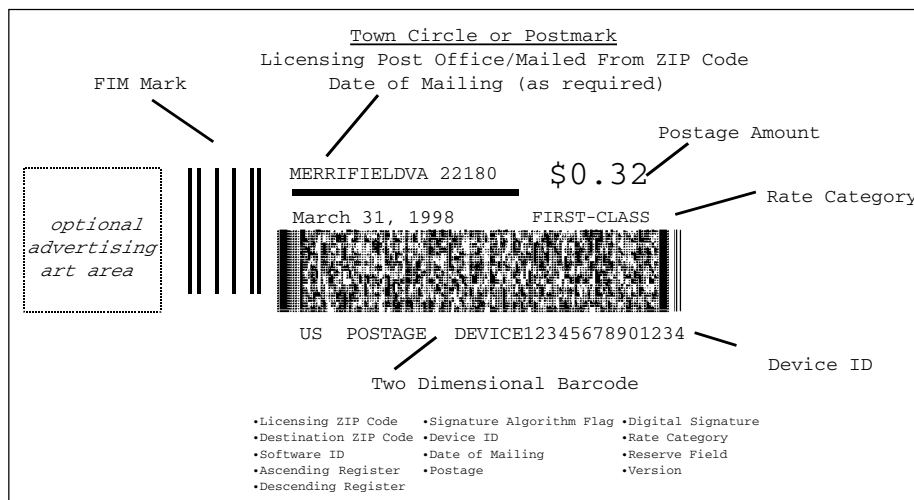 Town Circle or Postmark
Licensing Post Office/Mailed From ZIP Code
FIM Mark
Date of Mailing (as required)
Postage Amount
MERRIFIELDVA 22180
$0.32
Rate Category
March 31, 1998
FIRST-CLASS
optional
advertising
art area
US POSTAGE DEVICE12345678901234
Device ID
Two Dimensional Barcode
•Licensing ZIP Code •Signature Algorithm Flag •Digital Signature
•Destination ZIP Code •Device ID •Rate Category
•Software ID •Date of Mailing •Reserve Field
•Ascending Register •Postage •Version
•Descending Register